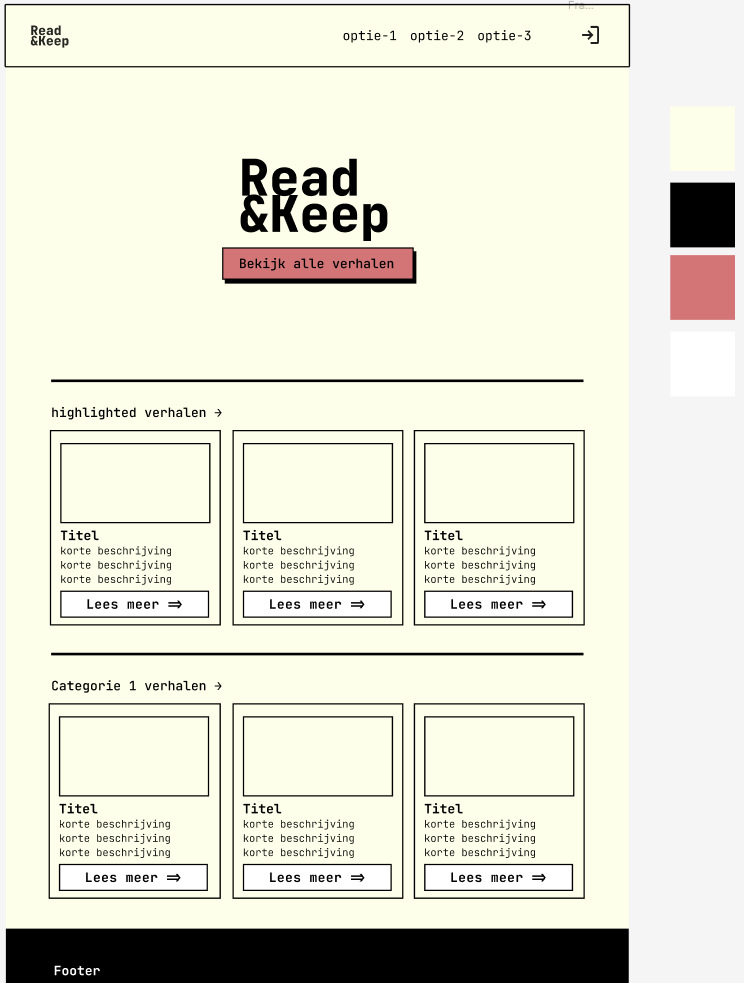 Fra...
Read
&Keep
optie-1 optie-2 optie-3
Read
&Keep
Bekijk alle verhalen
highlighted verhalen →
Titel
korte beschrijving
korte beschrijving
korte beschrijving
Lees meer ⇒
Titel
korte beschrijving
korte beschrijving
korte beschrijving
Lees meer ⇒
Titel
korte beschrijving
korte beschrijving
korte beschrijving
Lees meer ⇒
Categorie 1 verhalen →
Titel
korte beschrijving
korte beschrijving
korte beschrijving
Lees meer ⇒
Titel
korte beschrijving
korte beschrijving
korte beschrijving
Lees meer ⇒
Titel
korte beschrijving
korte beschrijving
korte beschrijving
Lees meer ⇒
Footer